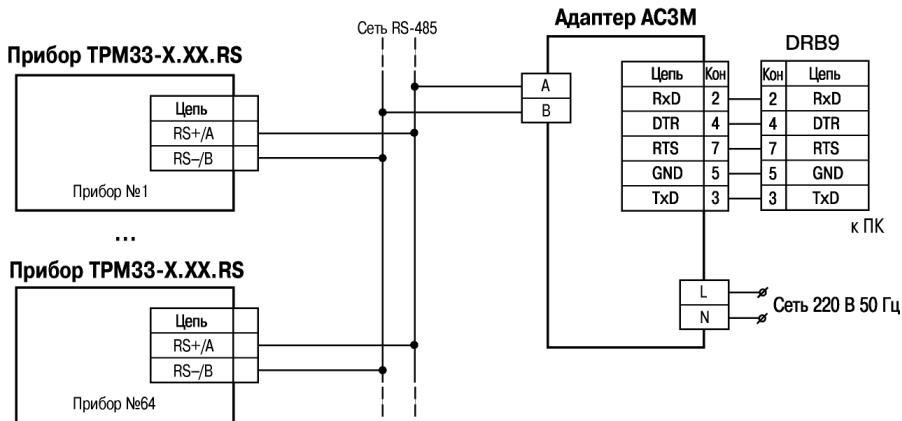 Сеть RS-485
Прибор ТРМ33-Х.ХХ.RS
Цепь
RS+/A
RS–/B
Прибор №1
...
Прибор ТРМ33-Х.ХХ.RS
Цепь
RS+/A
RS–/B
Прибор №64
Адаптер АС3М
A
B
DRB9
Цепь Кон Кон Цепь
RxD 2 2 RxD
DTR 4 4 DTR
RTS 7 7 RTS
GND 5 5 GND
TxD 3 3 TxD
к ПК
L
N
Сеть 220 В 50 Гц